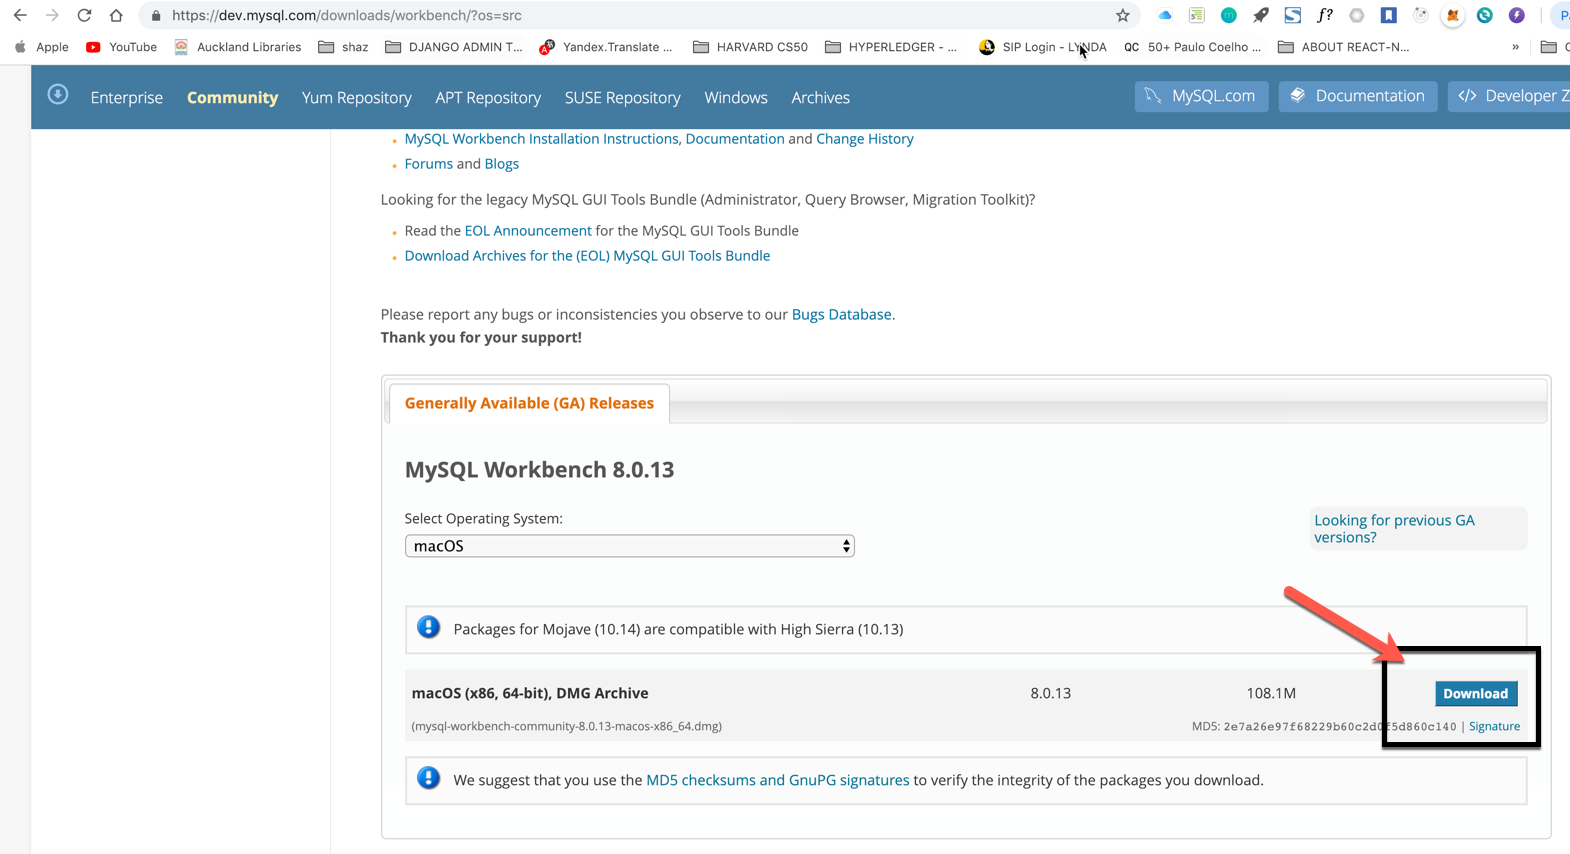 https://dev.mysql.com/downloads/workbench/?os=src
Apple YouTube Auckland Libraries shaz DJANGO ADMIN T... Yandex.Translate ... HARVARD CS50 HYPERLEDGER - ... SIP Login - LYNDA QC 50+ Paulo Coelho ... ABOUT REACT-N... »
Enterprise Community Yum Repository APT Repository SUSE Repository Windows Archives MySQL.com Documentation </> Developer Z
MySQL Workbench Installation Instructions, Documentation and Change History
Forums and Blogs
Looking for the legacy MySQL GUI Tools Bundle (Administrator, Query Browser, Migration Toolkit)?
Read the EOL Announcement for the MySQL GUI Tools Bundle
Download Archives for the (EOL) MySQL GUI Tools Bundle
Please report any bugs or inconsistencies you observe to our Bugs Database.
Thank you for your support!
Generally Available (GA) Releases
MySQL Workbench 8.0.13
Select Operating System:
macOS
Looking for previous GA
versions?
Packages for Mojave (10.14) are compatible with High Sierra (10.13)
macOS (x86, 64-bit), DMG Archive 8.0.13 108.1M Download
(mysql-workbench-community-8.0.13-macos-x86_64.dmg) MD5: 2e7a26e97f68229b60c2d0f5d860c140 | Signature
We suggest that you use the MD5 checksums and GnuPG signatures to verify the integrity of the packages you download.